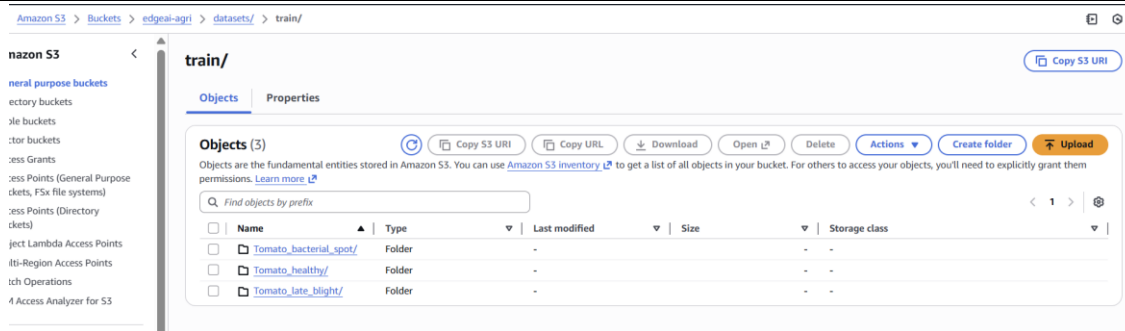 Amazon S3 > Buckets > edgeai-agri > datasets/ > train/
mazon S3
neral purpose buckets
ectory buckets
ble buckets
ctor buckets
cess Grants
cess Points (General Purpose
ckets, FSx file systems)
cess Points (Directory
ckets)
ject Lambda Access Points
lti-Region Access Points
tch Operations
M Access Analyzer for S3
train/
Copy S3 URI
Objects Properties
Objects (3)
Copy S3 URI Copy URL Download Open Delete Actions Create folder Upload
Objects are the fundamental entities stored in Amazon S3. You can use Amazon S3 inventory to get a list of all objects in your bucket. For others to access your objects, you'll need to explicitly grant them
permissions. Learn more
Find objects by prefix
< 1 >
Name Type Last modified Size Storage class
Tomato_bacterial_spot/ Folder - - -
Tomato_healthy/ Folder - - -
Tomato_late_blight/ Folder - - -